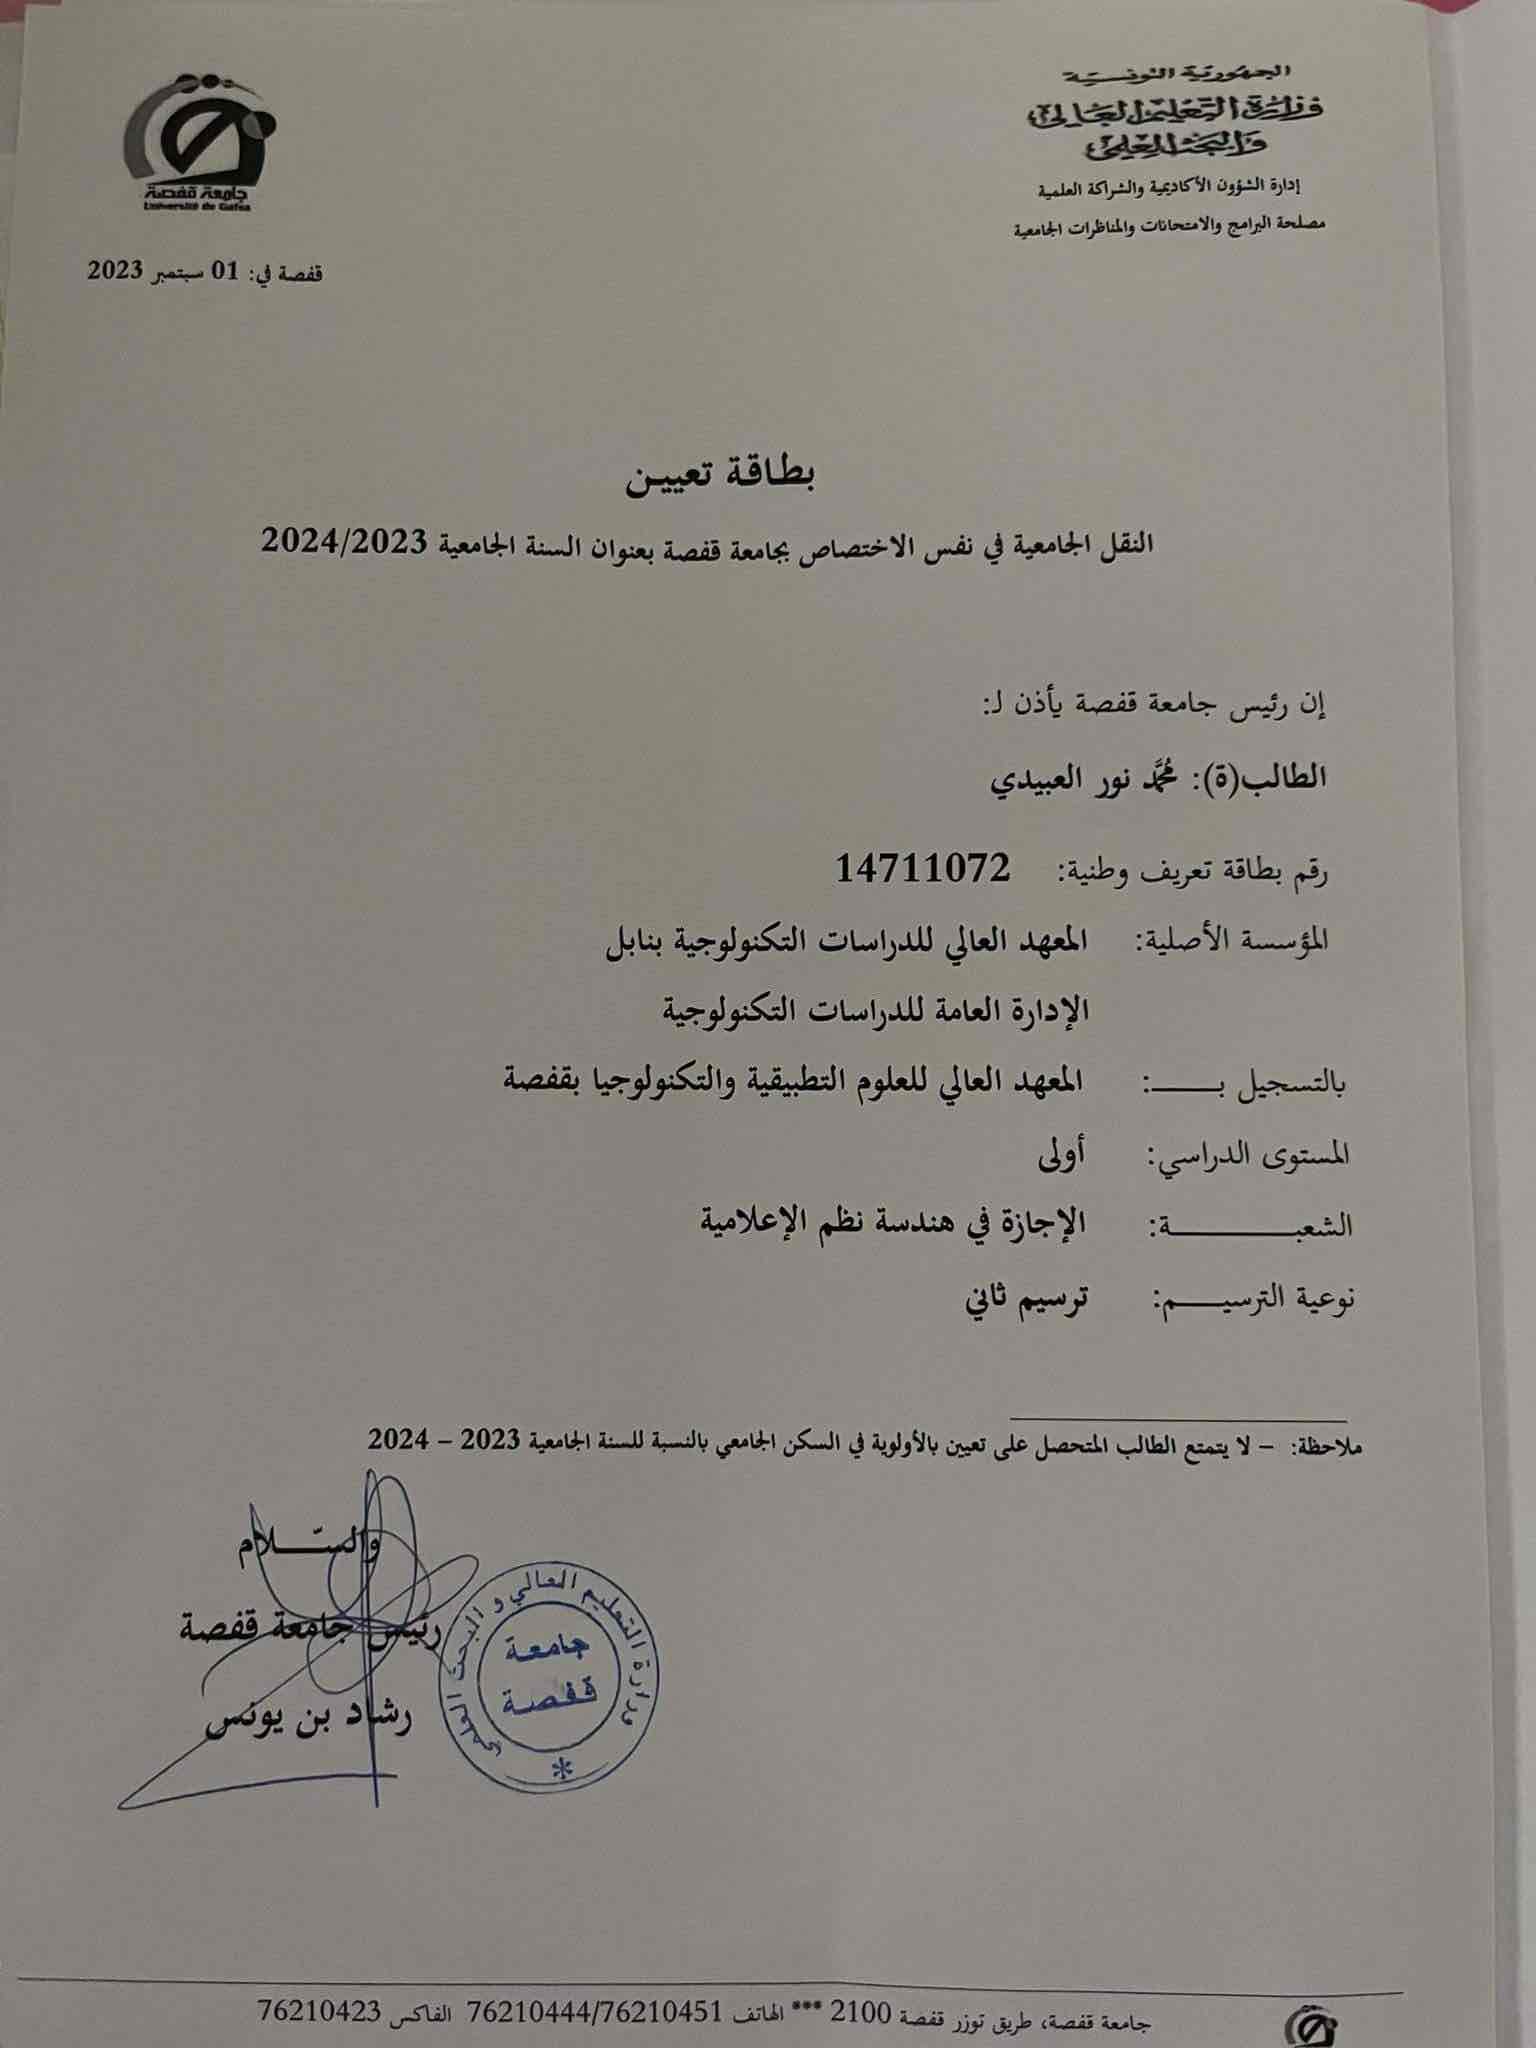 الجمهورية التونسية
وزارة التعليم العالي
والبحث العلمي
إدارة الشؤون الأكاديمية والشراكة العلمية
مصلحة البرامج والامتحانات والمناظرات الجامعية
جامعة قفصة
Université de Gafsa
قفصة في: 01 سبتمبر 2023
بطاقة تعيين
النقل الجامعية في نفس الاختصاص بجامعة قفصة بعنوان السنة الجامعية 2024/2023
إن رئيس جامعة قفصة يأذن لـ:
الطالب(ة): مُحَمَّد نور العبيدي
رقم بطاقة تعريف وطنية: 14711072
المؤسسة الأصلية: المعهد العالي للدراسات التكنولوجية بنابل
الإدارة العامة للدراسات التكنولوجية
بالتسجيل بـــــ: المعهد العالي للعلوم التطبيقية والتكنولوجيا بقفصة
المستوى الدراسي: أولى
الشعبـــــــــــة: الإجازة في هندسة نظم الإعلامية
نوعية الترسيـــم: ترسيم ثاني
ملاحظة: – لا يتمتع الطالب المتحصل على تعيين بالأولوية في السكن الجامعي بالنسبة للسنة الجامعية 2023 – 2024
والسّـــلام
رئيس جامعة قفصة
رشاد بن يونس
وزارة التعليم العالي و البحث العلمي
جامعة
قفصة
جامعة قفصة، طريق توزر قفصة 2100 *** الهاتف 76210444/76210451 الفاكس 76210423